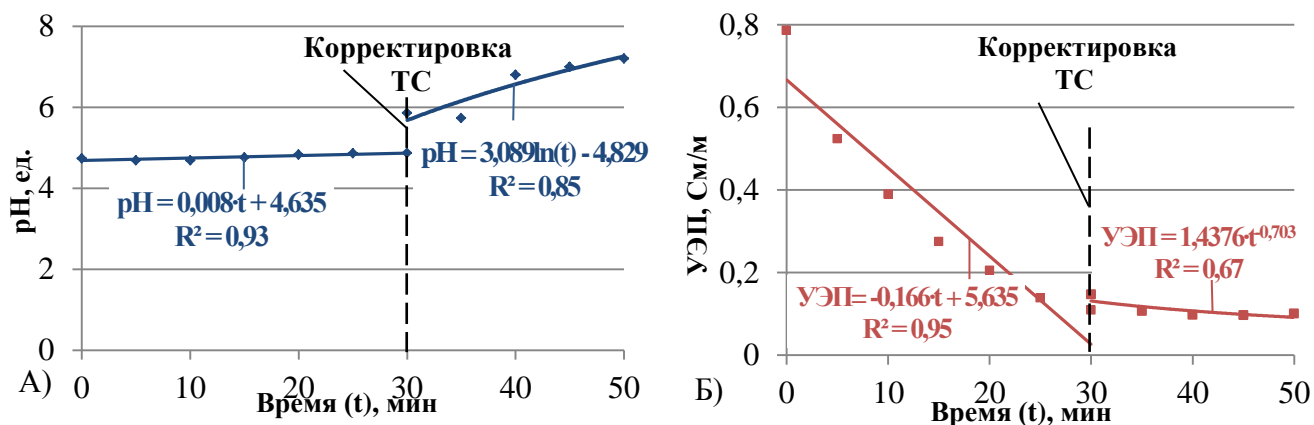 8
6
4
2
0
pH, ед.
Корректировка
ТС
pH = 3,089ln(t) - 4,829
R² = 0,85
pH = 0,008·t + 4,635
R² = 0,93
0
10
20
30
40
50
А)
Время (t), мин
0,8
0,6
0,4
0,2
0
УЭП, См/м
Корректировка
ТС
УЭП = 1,4376·t^-0,703
R² = 0,67
УЭП= -0,166·t + 5,635
R² = 0,95
0
10
20
30
40
50
Б)
Время (t), мин